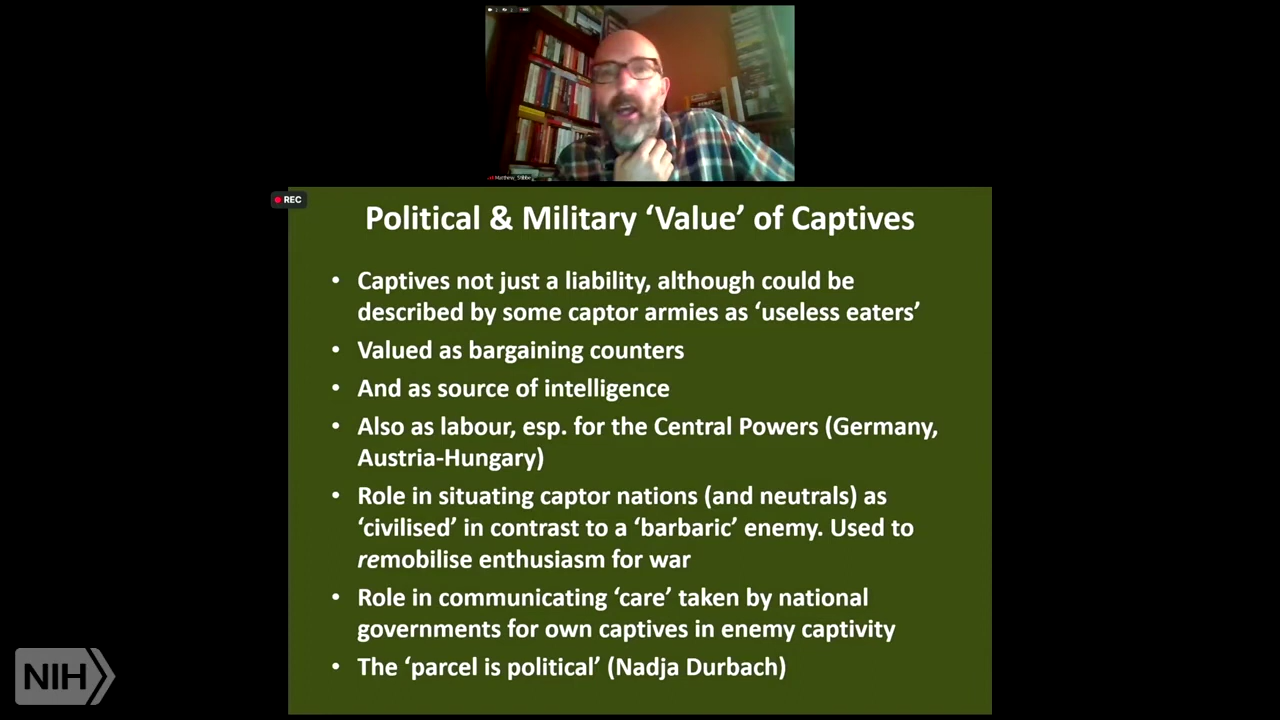 Matthew_Stibbe
REC
Political & Military ‘Value’ of Captives
• Captives not just a liability, although could be
described by some captor armies as ‘useless eaters’
• Valued as bargaining counters
• And as source of intelligence
• Also as labour, esp. for the Central Powers (Germany,
Austria-Hungary)
• Role in situating captor nations (and neutrals) as
‘civilised’ in contrast to a ‘barbaric’ enemy. Used to
remobilise enthusiasm for war
• Role in communicating ‘care’ taken by national
governments for own captives in enemy captivity
• The ‘parcel is political’ (Nadja Durbach)
NIH